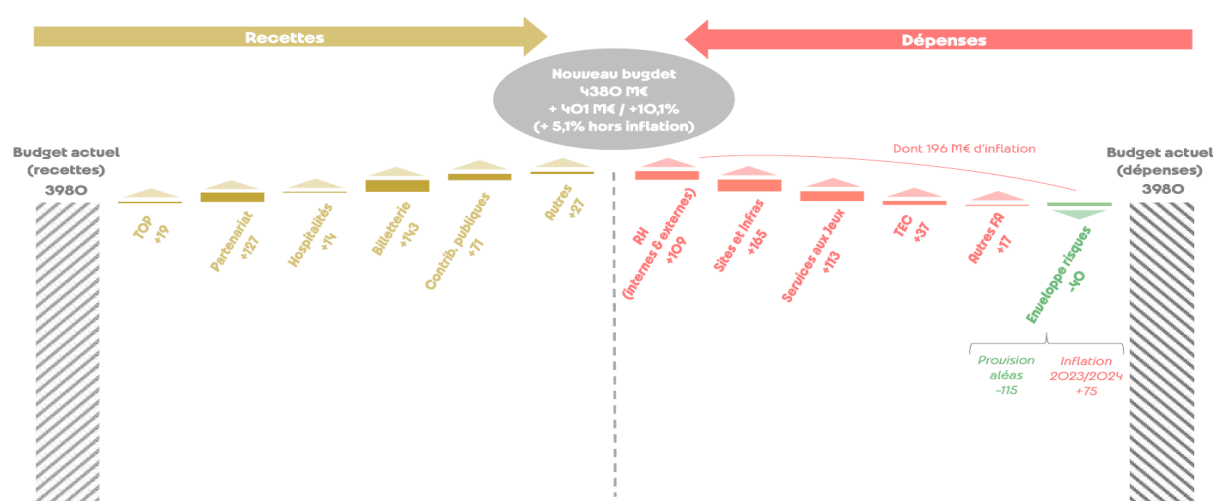 Recettes
Dépenses
Nouveau bugdet
4380 M€
+ 401 M€ / +10,1%
(+ 5,1% hors inflation)
Budget actuel
(recettes)
3980
TOP
+19
Partenariat
+127
Hospitalités
+14
Billetterie
+143
Contrib. publiques
+71
Autres
+27
Dont 196 M€ d'inflation
RH
(internes & externes)
+109
Sites et Infras
+165
Services aux Jeux
+113
TEC
+37
Autres FA
+17
Enveloppe risques
-40
Provision
aléas
-115
Inflation
2023/2024
+75
Budget actuel
(dépenses)
3980